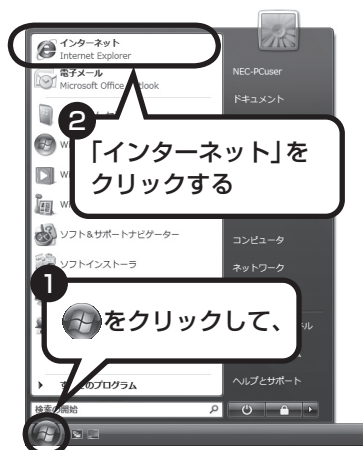 インターネット
Internet Explorer
電子メール
Microsoft Office Outlook
NEC-PCuser
ドキュメント
2
「インターネット」を
クリックする
ソフト&サポートナビゲーター
コンピュータ
ソフトインストーラ
ネットワーク
1
をクリックして、
すべてのプログラム
ヘルプとサポート
検索の開始